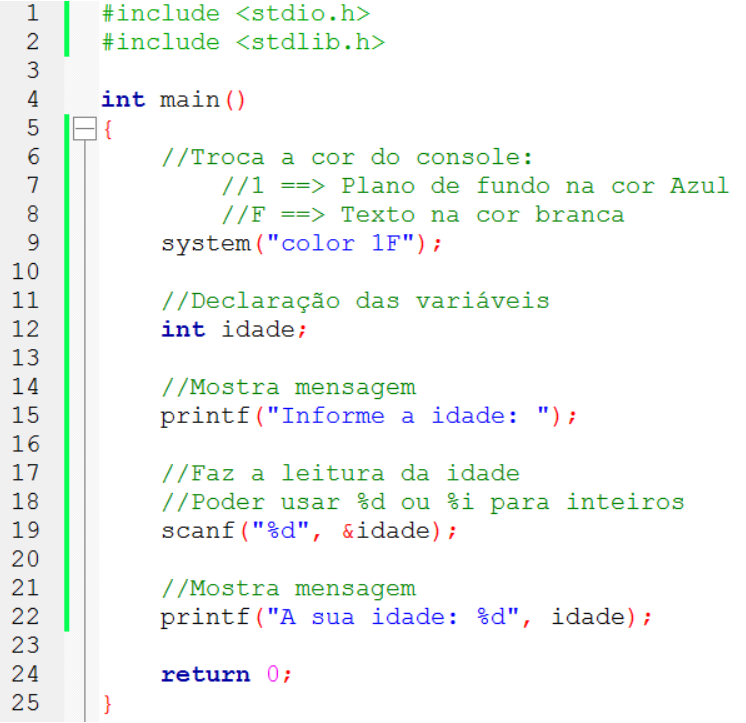 1 #include <stdio.h>
2 #include <stdlib.h>
3
4 int main()
5 {
6 //Troca a cor do console:
7 //1 ==> Plano de fundo na cor Azul
8 //F ==> Texto na cor branca
9 system("color 1F");
10
11 //Declaração das variáveis
12 int idade;
13
14 //Mostra mensagem
15 printf("Informe a idade: ");
16
17 //Faz a leitura da idade
18 //Poder usar %d ou %i para inteiros
19 scanf("%d", &idade);
20
21 //Mostra mensagem
22 printf("A sua idade: %d", idade);
23
24 return 0;
25 }